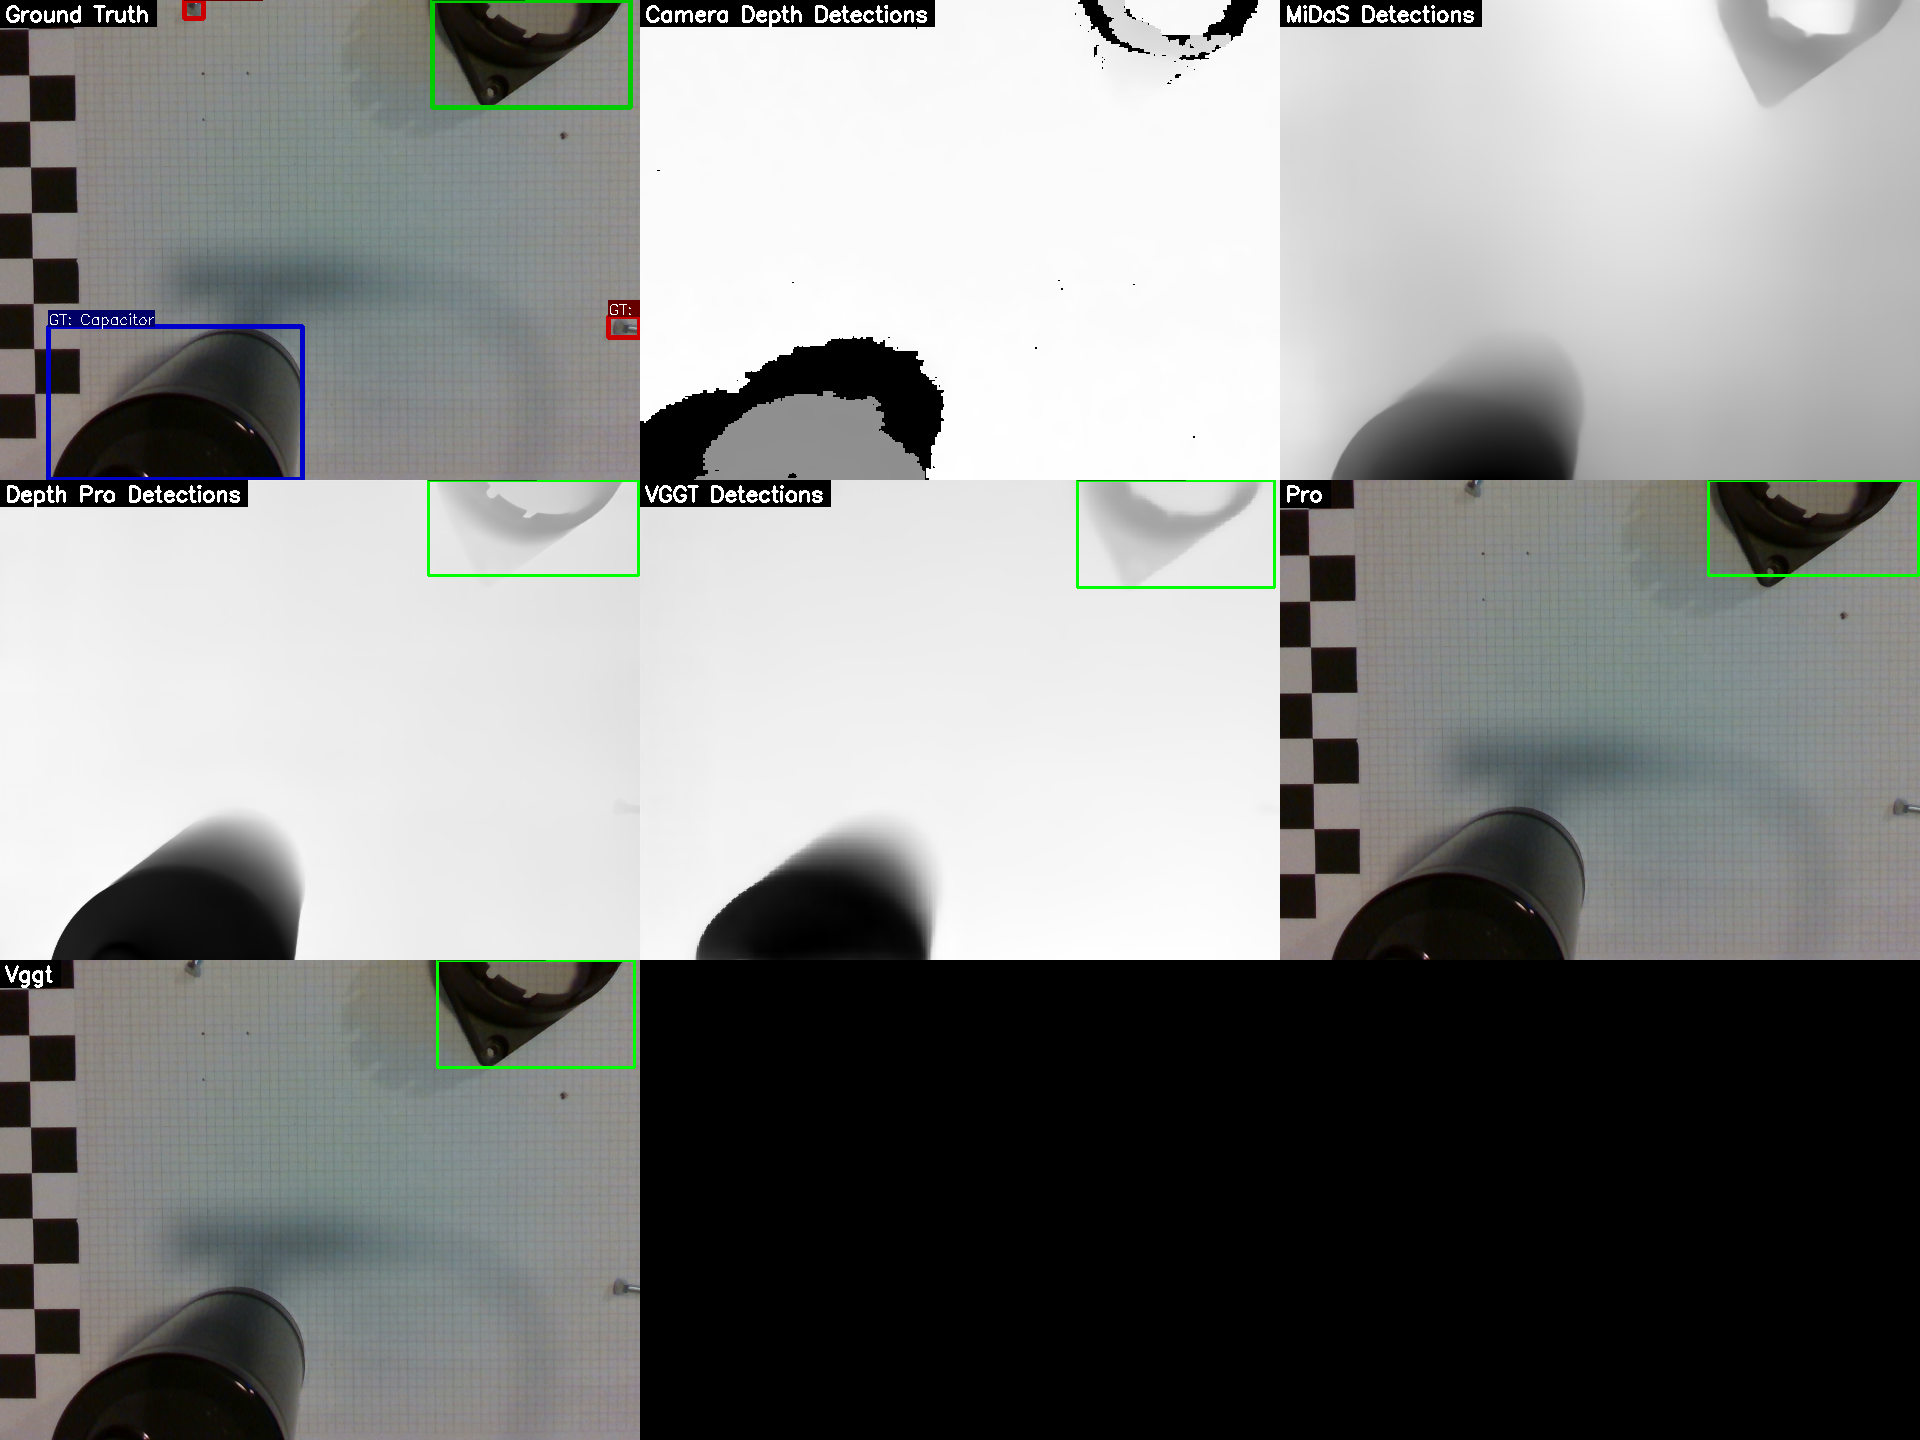 Ground Truth
Camera Depth Detections
MiDaS Detections
GT: Capacitor
GT:
Depth Pro Detections
VGGT Detections
Pro
Vggt